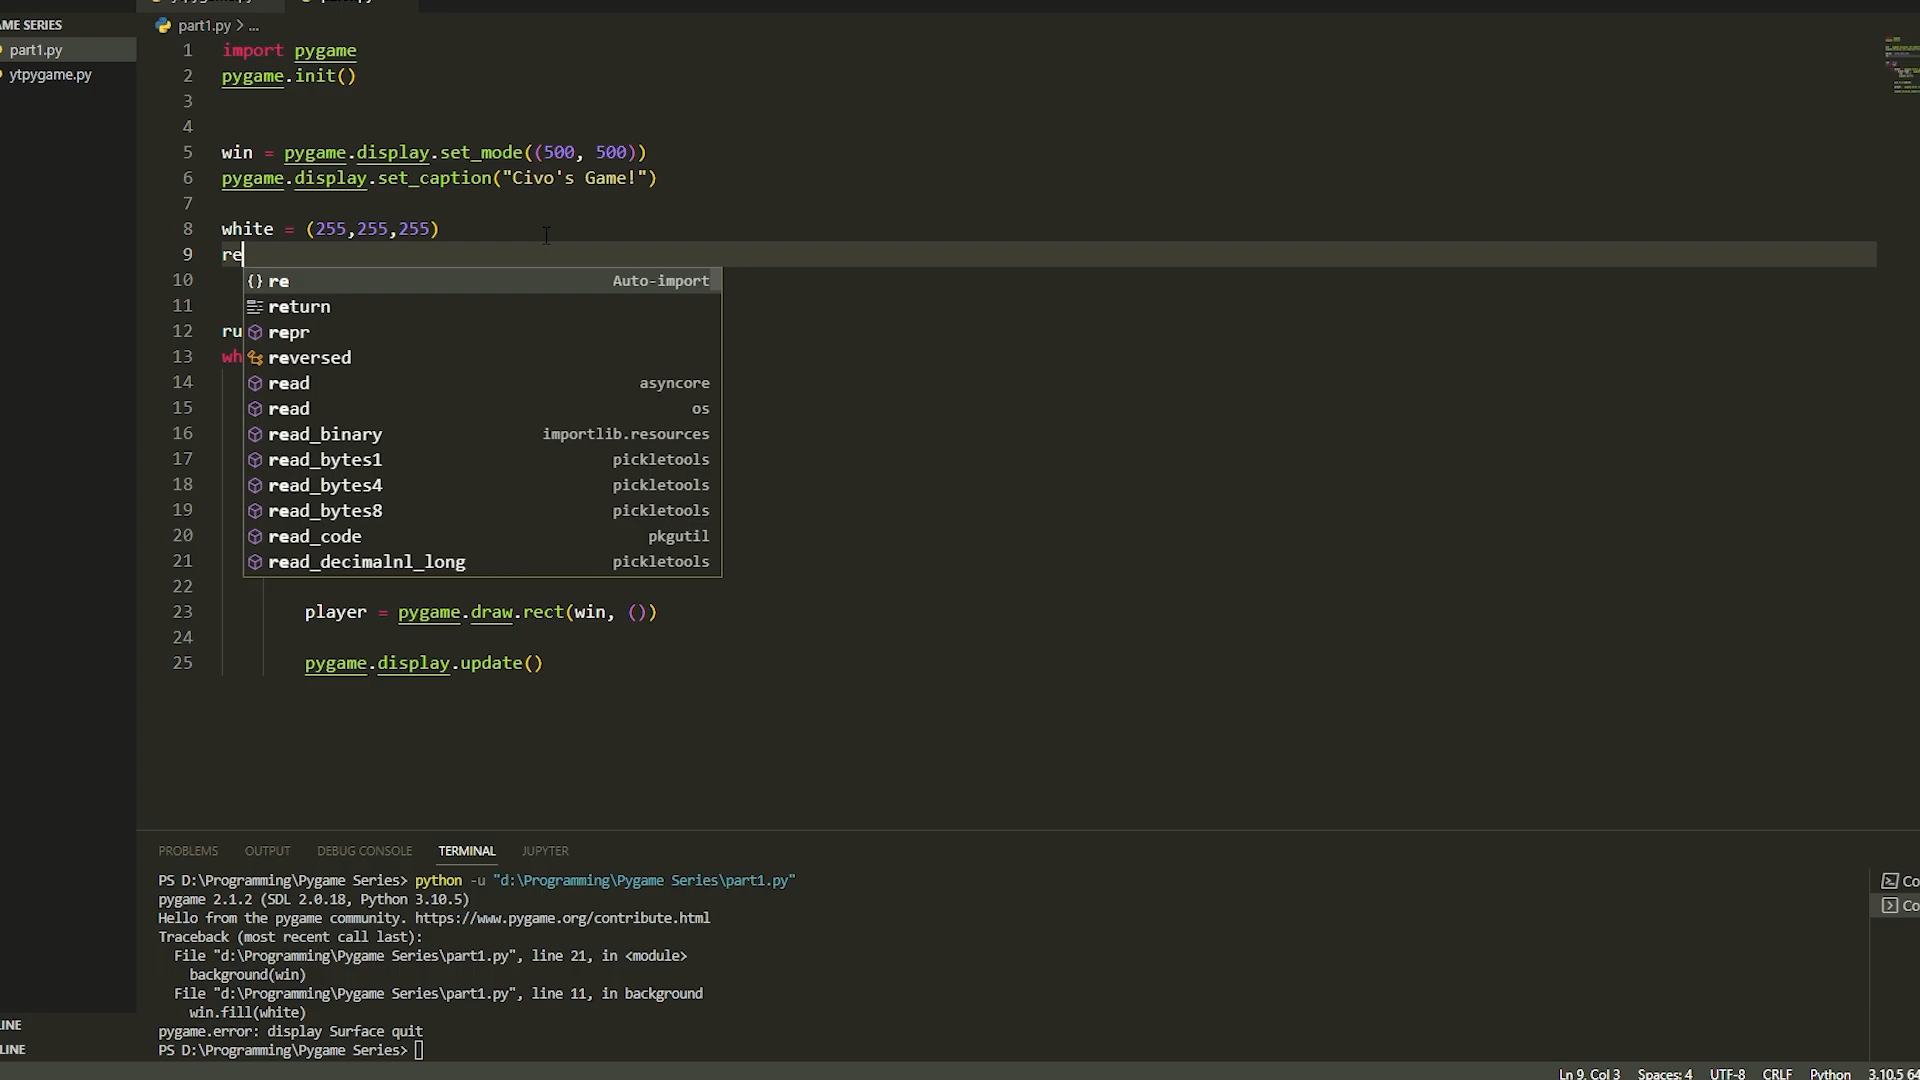 AME SERIES
part1.py
ytpygame.py
part1.py > ...
1 import pygame
2 pygame.init()
3
4
5 win = pygame.display.set_mode((500, 500))
6 pygame.display.set_caption("Civo's Game!")
7
8 white = (255,255,255)
9 re
10 {} re Auto-import
11 return
12 ru repr
13 wh reversed
14 read asyncore
15 read os
16 read_binary importlib.resources
17 read_bytes1 pickletools
18 read_bytes4 pickletools
19 read_bytes8 pickletools
20 read_code pkgutil
21 read_decimalnl_long pickletools
22
23 player = pygame.draw.rect(win, ())
24
25 pygame.display.update()
PROBLEMS OUTPUT DEBUG CONSOLE TERMINAL JUPYTER
PS D:\Programming\Pygame Series> python -u "d:\Programming\Pygame Series\part1.py"
pygame 2.1.2 (SDL 2.0.18, Python 3.10.5)
Hello from the pygame community. https://www.pygame.org/contribute.html
Traceback (most recent call last):
File "d:\Programming\Pygame Series\part1.py", line 21, in <module>
background(win)
File "d:\Programming\Pygame Series\part1.py", line 11, in background
win.fill(white)
pygame.error: display Surface quit
PS D:\Programming\Pygame Series>
Co
Co
INE
LINE
Ln 9, Col 3 Spaces: 4 UTF-8 CRLF Python 3.10.5 64